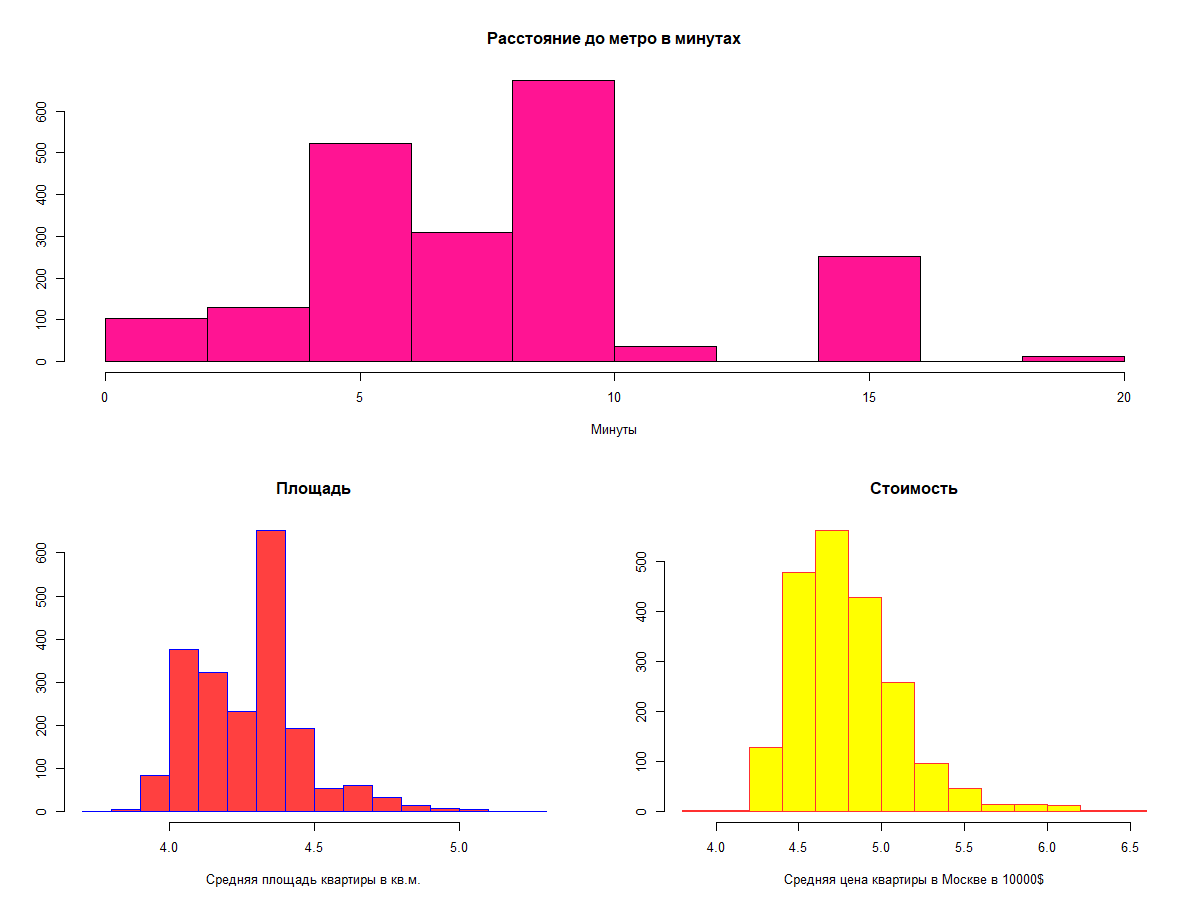 Расстояние до метро в минутах
600
500
400
300
200
100
0
0 5 10 15 20
Минуты
Площадь
600
500
400
300
200
100
0
4.0 4.5 5.0
Средняя площадь квартиры в кв.м.
Стоимость
500
400
300
200
100
0
4.0 4.5 5.0 5.5 6.0 6.5
Средняя цена квартиры в Москве в 10000$